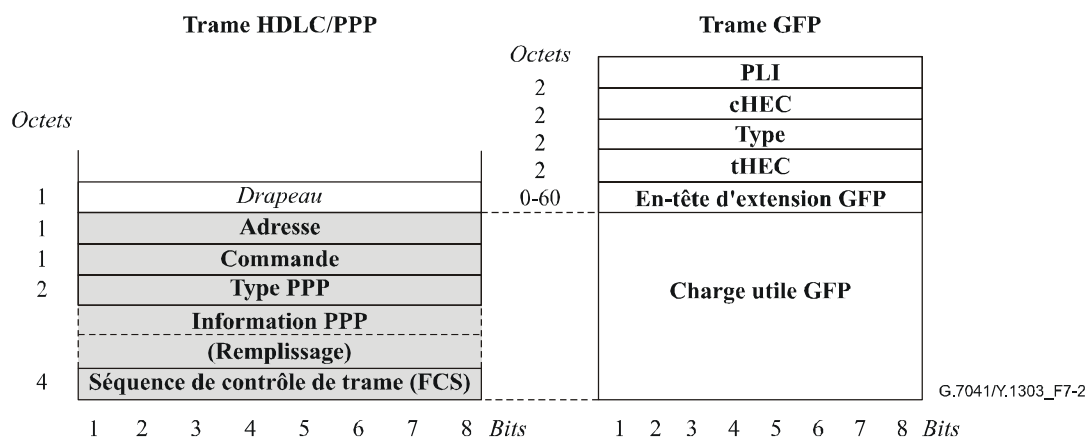 Trame HDLC/PPP
Trame GFP
Octets
PLI
2
cHEC
2
Type
2
tHEC
2
En-tête d'extension GFP
0-60
Charge utile GFP
Octets
1
Drapeau
1
Adresse
1
Commande
2
Type PPP
Information PPP
(Remplissage)
4
Séquence de contrôle de trame (FCS)
1 2 3 4 5 6 7 8 Bits
1 2 3 4 5 6 7 8 Bits
G.7041/Y.1303_F7-2